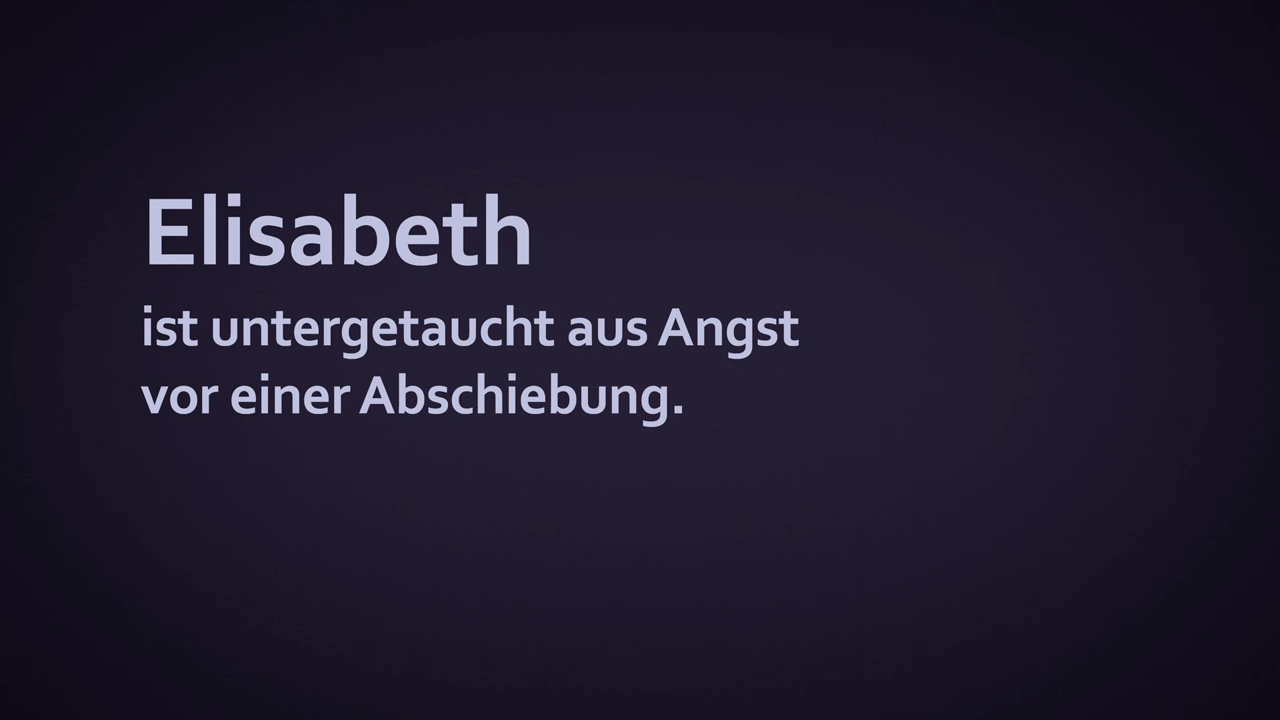 Elisabeth
ist untergetaucht aus Angst
vor einer Abschiebung.